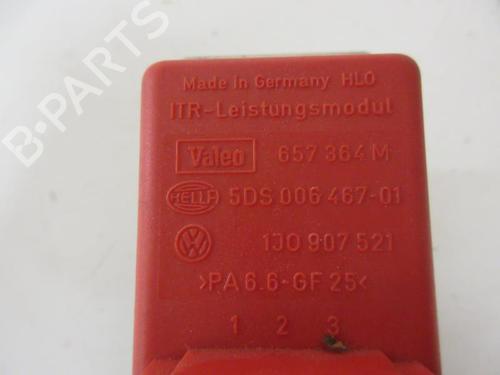 Made In Germany HLO
ITR-Leistungsmodul
Valeo 657 364 M
HELLA 5DS 006 467-01
VW 1J0 907 521
>PA 6.6-GF 25<
1 2 3
B-PARTS